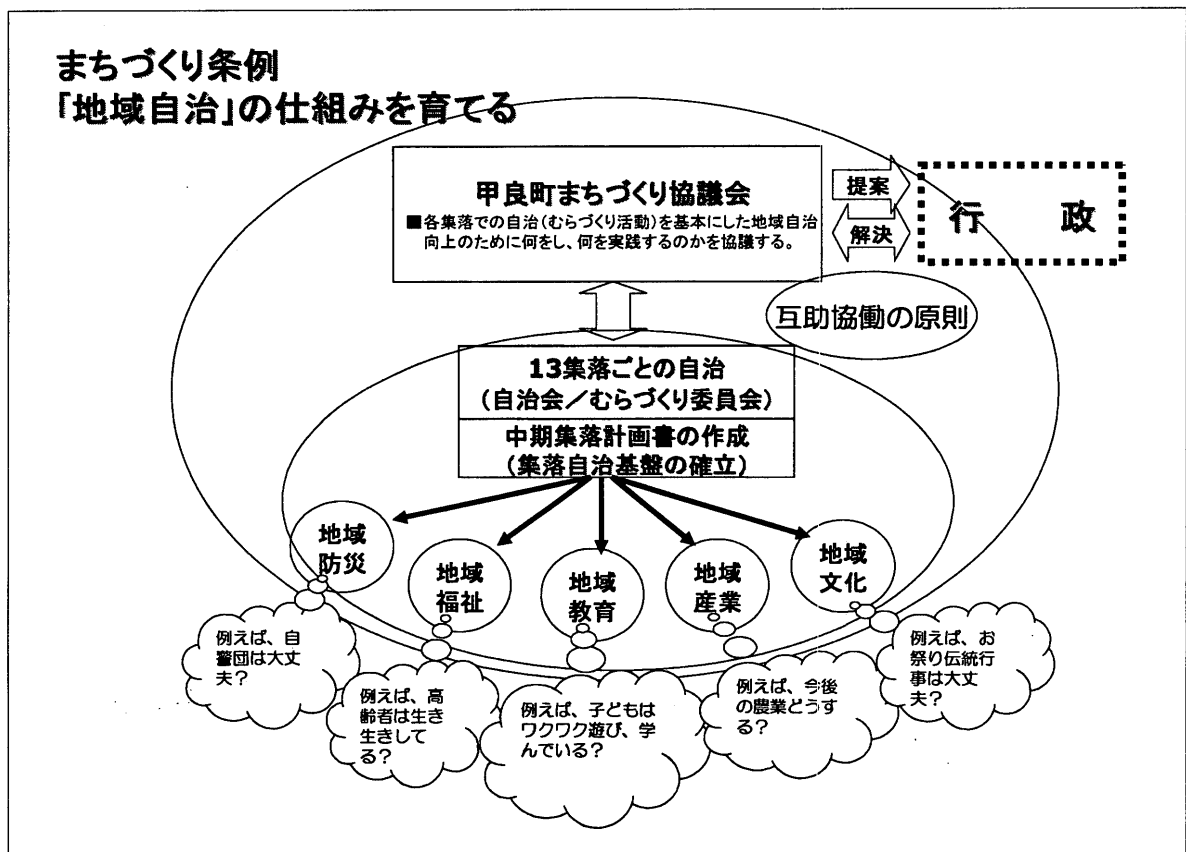 まちづくり条例
「地域自治」の仕組みを育てる
甲良町まちづくり協議会
■各集落での自治(むらづくり活動)を基本にした地域自治
向上のために何をし、何を実践するのかを協議する。
提案
解決
行 政
互助協働の原則
13集落ごとの自治
(自治会/むらづくり委員会)
中期集落計画書の作成
(集落自治基盤の確立)
地域
防災
地域
福祉
地域
教育
地域
産業
地域
文化
例えば、自
警団は大丈
夫?
例えば、高
齢者は生き
生きして
る?
例えば、子どもは
ワクワク遊び、学
んでいる?
例えば、今後
の農業どうす
る?
例えば、お
祭り伝統行
事は大丈
夫?